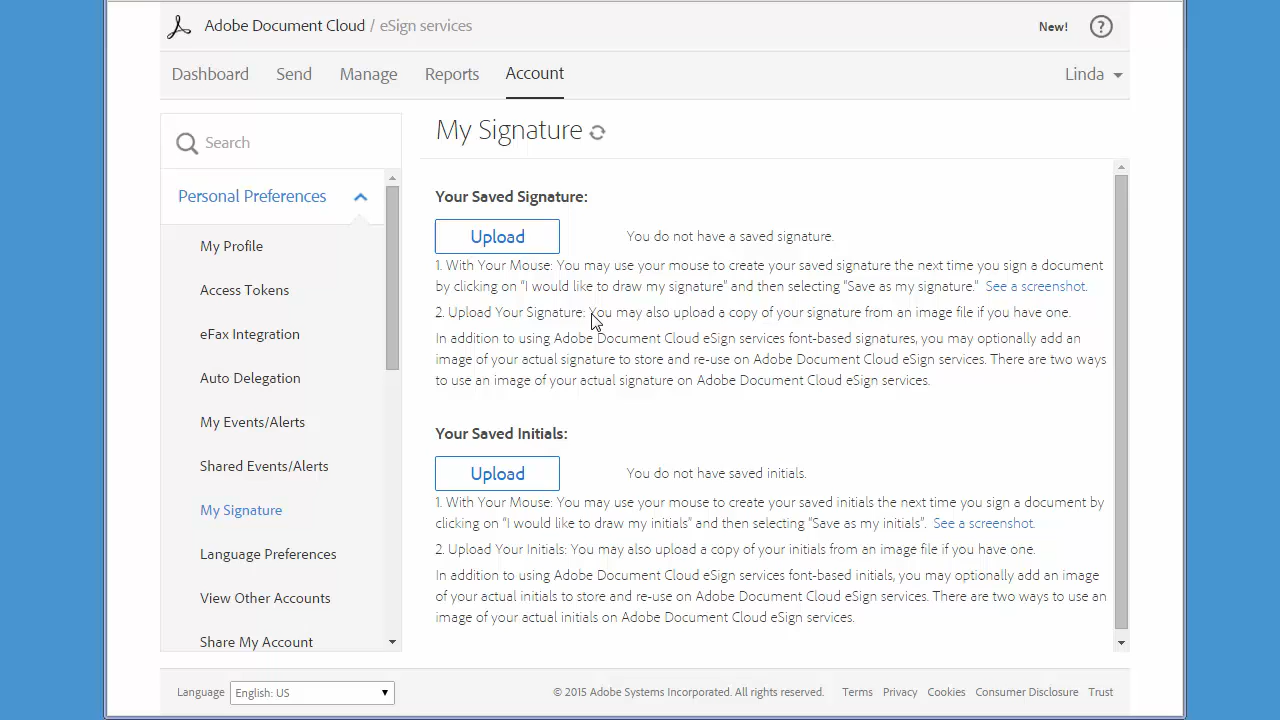 Adobe Document Cloud / eSign services
New!
?
Dashboard Send Manage Reports Account
Linda
Search
Personal Preferences
My Profile
Access Tokens
eFax Integration
Auto Delegation
My Events/Alerts
Shared Events/Alerts
My Signature
Language Preferences
View Other Accounts
Share My Account
My Signature
Your Saved Signature:
Upload You do not have a saved signature.
1. With Your Mouse: You may use your mouse to create your saved signature the next time you sign a document
by clicking on "I would like to draw my signature" and then selecting "Save as my signature." See a screenshot.
2. Upload Your Signature: You may also upload a copy of your signature from an image file if you have one.
In addition to using Adobe Document Cloud eSign services font-based signatures, you may optionally add an
image of your actual signature to store and re-use on Adobe Document Cloud eSign services. There are two ways
to use an image of your actual signature on Adobe Document Cloud eSign services.
Your Saved Initials:
Upload You do not have saved initials.
1. With Your Mouse: You may use your mouse to create your saved initials the next time you sign a document by
clicking on "I would like to draw my initials" and then selecting "Save as my initials". See a screenshot.
2. Upload Your Initials: You may also upload a copy of your initials from an image file if you have one.
In addition to using Adobe Document Cloud eSign services font-based initials, you may optionally add an image
of your actual initials to store and re-use on Adobe Document Cloud eSign services. There are two ways to use an
image of your actual initials on Adobe Document Cloud eSign services.
Language English: US
© 2015 Adobe Systems Incorporated. All rights reserved. Terms Privacy Cookies Consumer Disclosure Trust